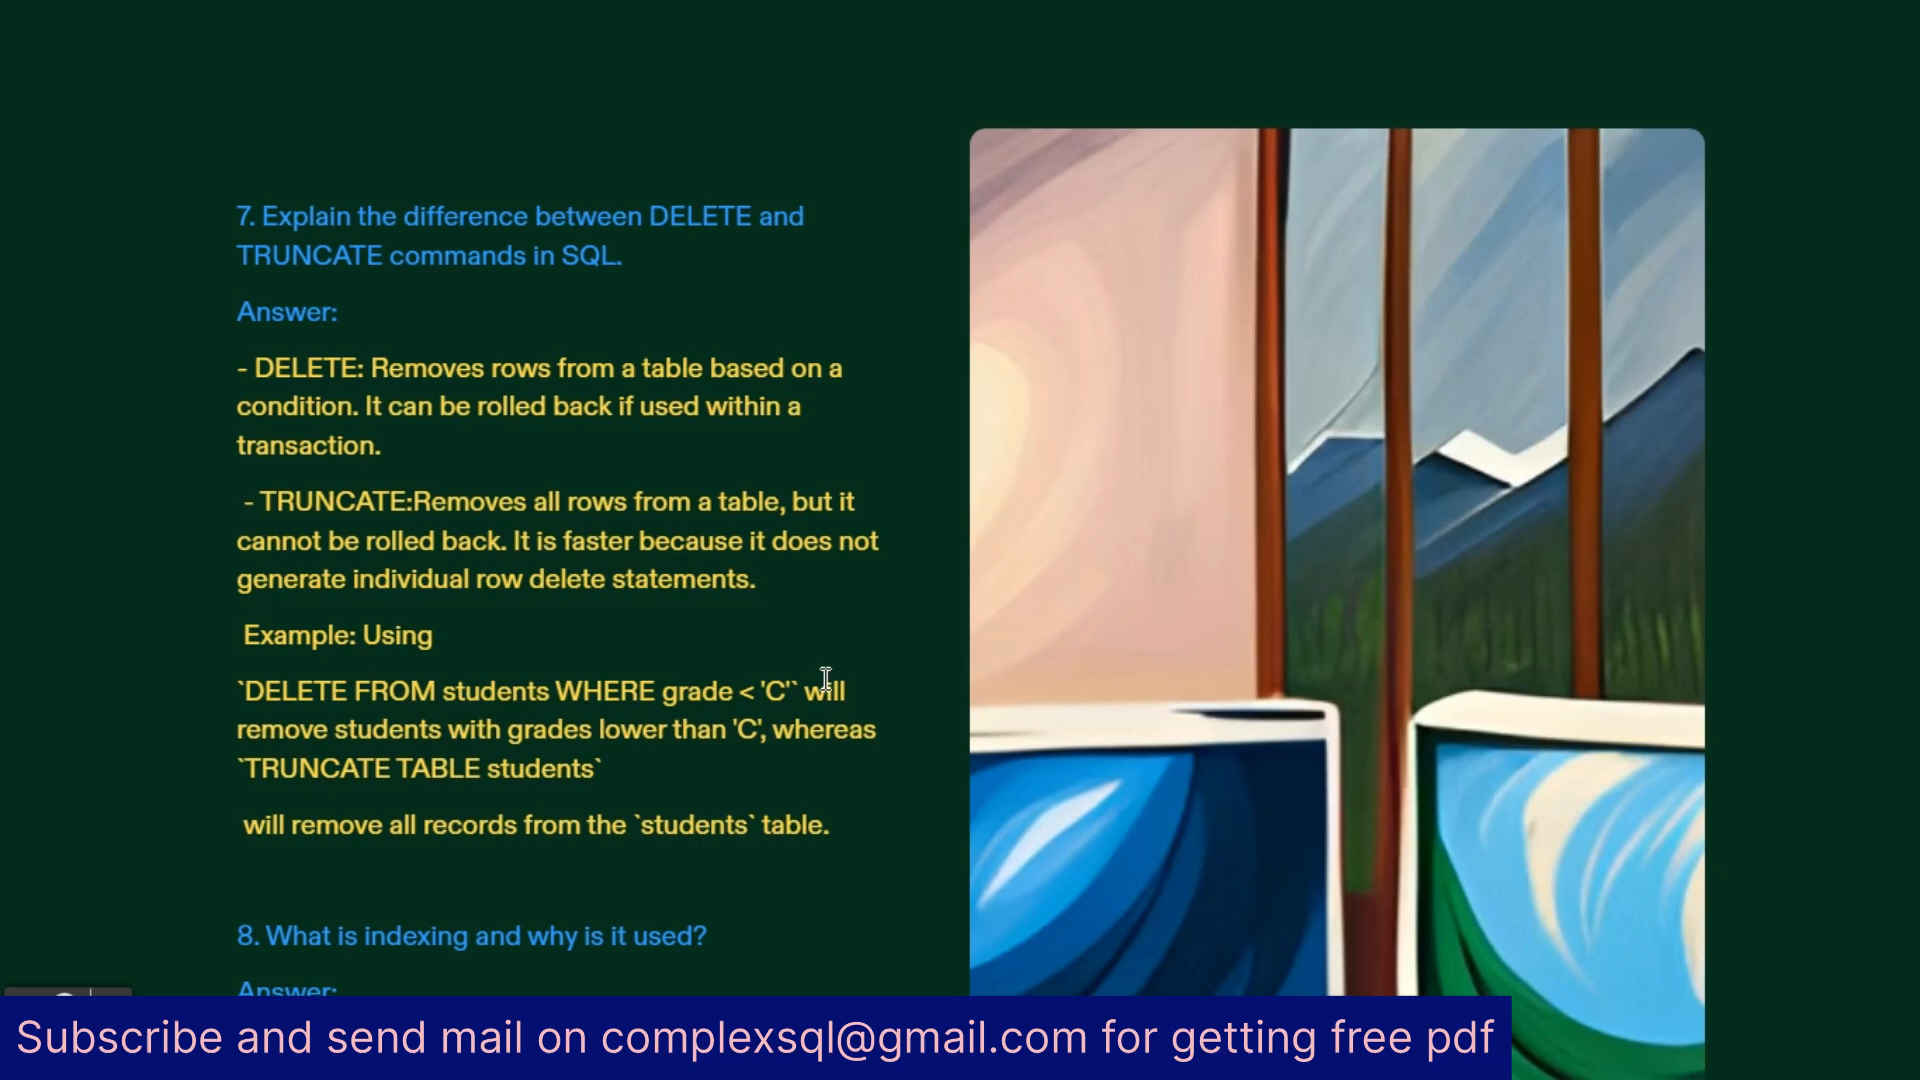 7. Explain the difference between DELETE and
TRUNCATE commands in SQL.
Answer:
- DELETE: Removes rows from a table based on a
condition. It can be rolled back if used within a
transaction.
- TRUNCATE:Removes all rows from a table, but it
cannot be rolled back. It is faster because it does not
generate individual row delete statements.
Example: Using
`DELETE FROM students WHERE grade < 'C'` will
remove students with grades lower than 'C', whereas
`TRUNCATE TABLE students`
will remove all records from the `students` table.
8. What is indexing and why is it used?
Answer:
Subscribe and send mail on complexsql@gmail.com for getting free pdf